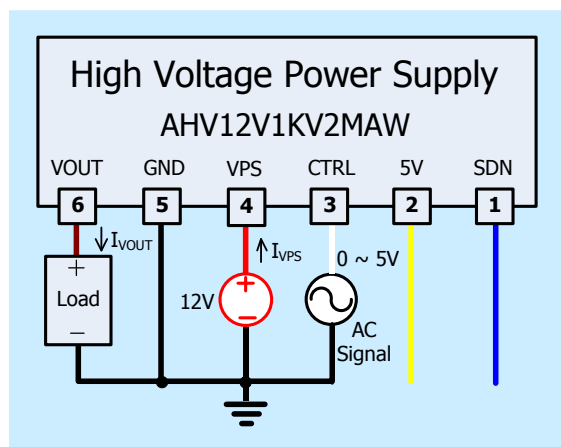 High Voltage Power Supply
AHV12V1KV2MAW
VOUT GND VPS CTRL 5V SDN
6 5 4 3 2 1
IVOUT IVPS 0 ~ 5V
+ +
Load 12V
− −
AC
Signal